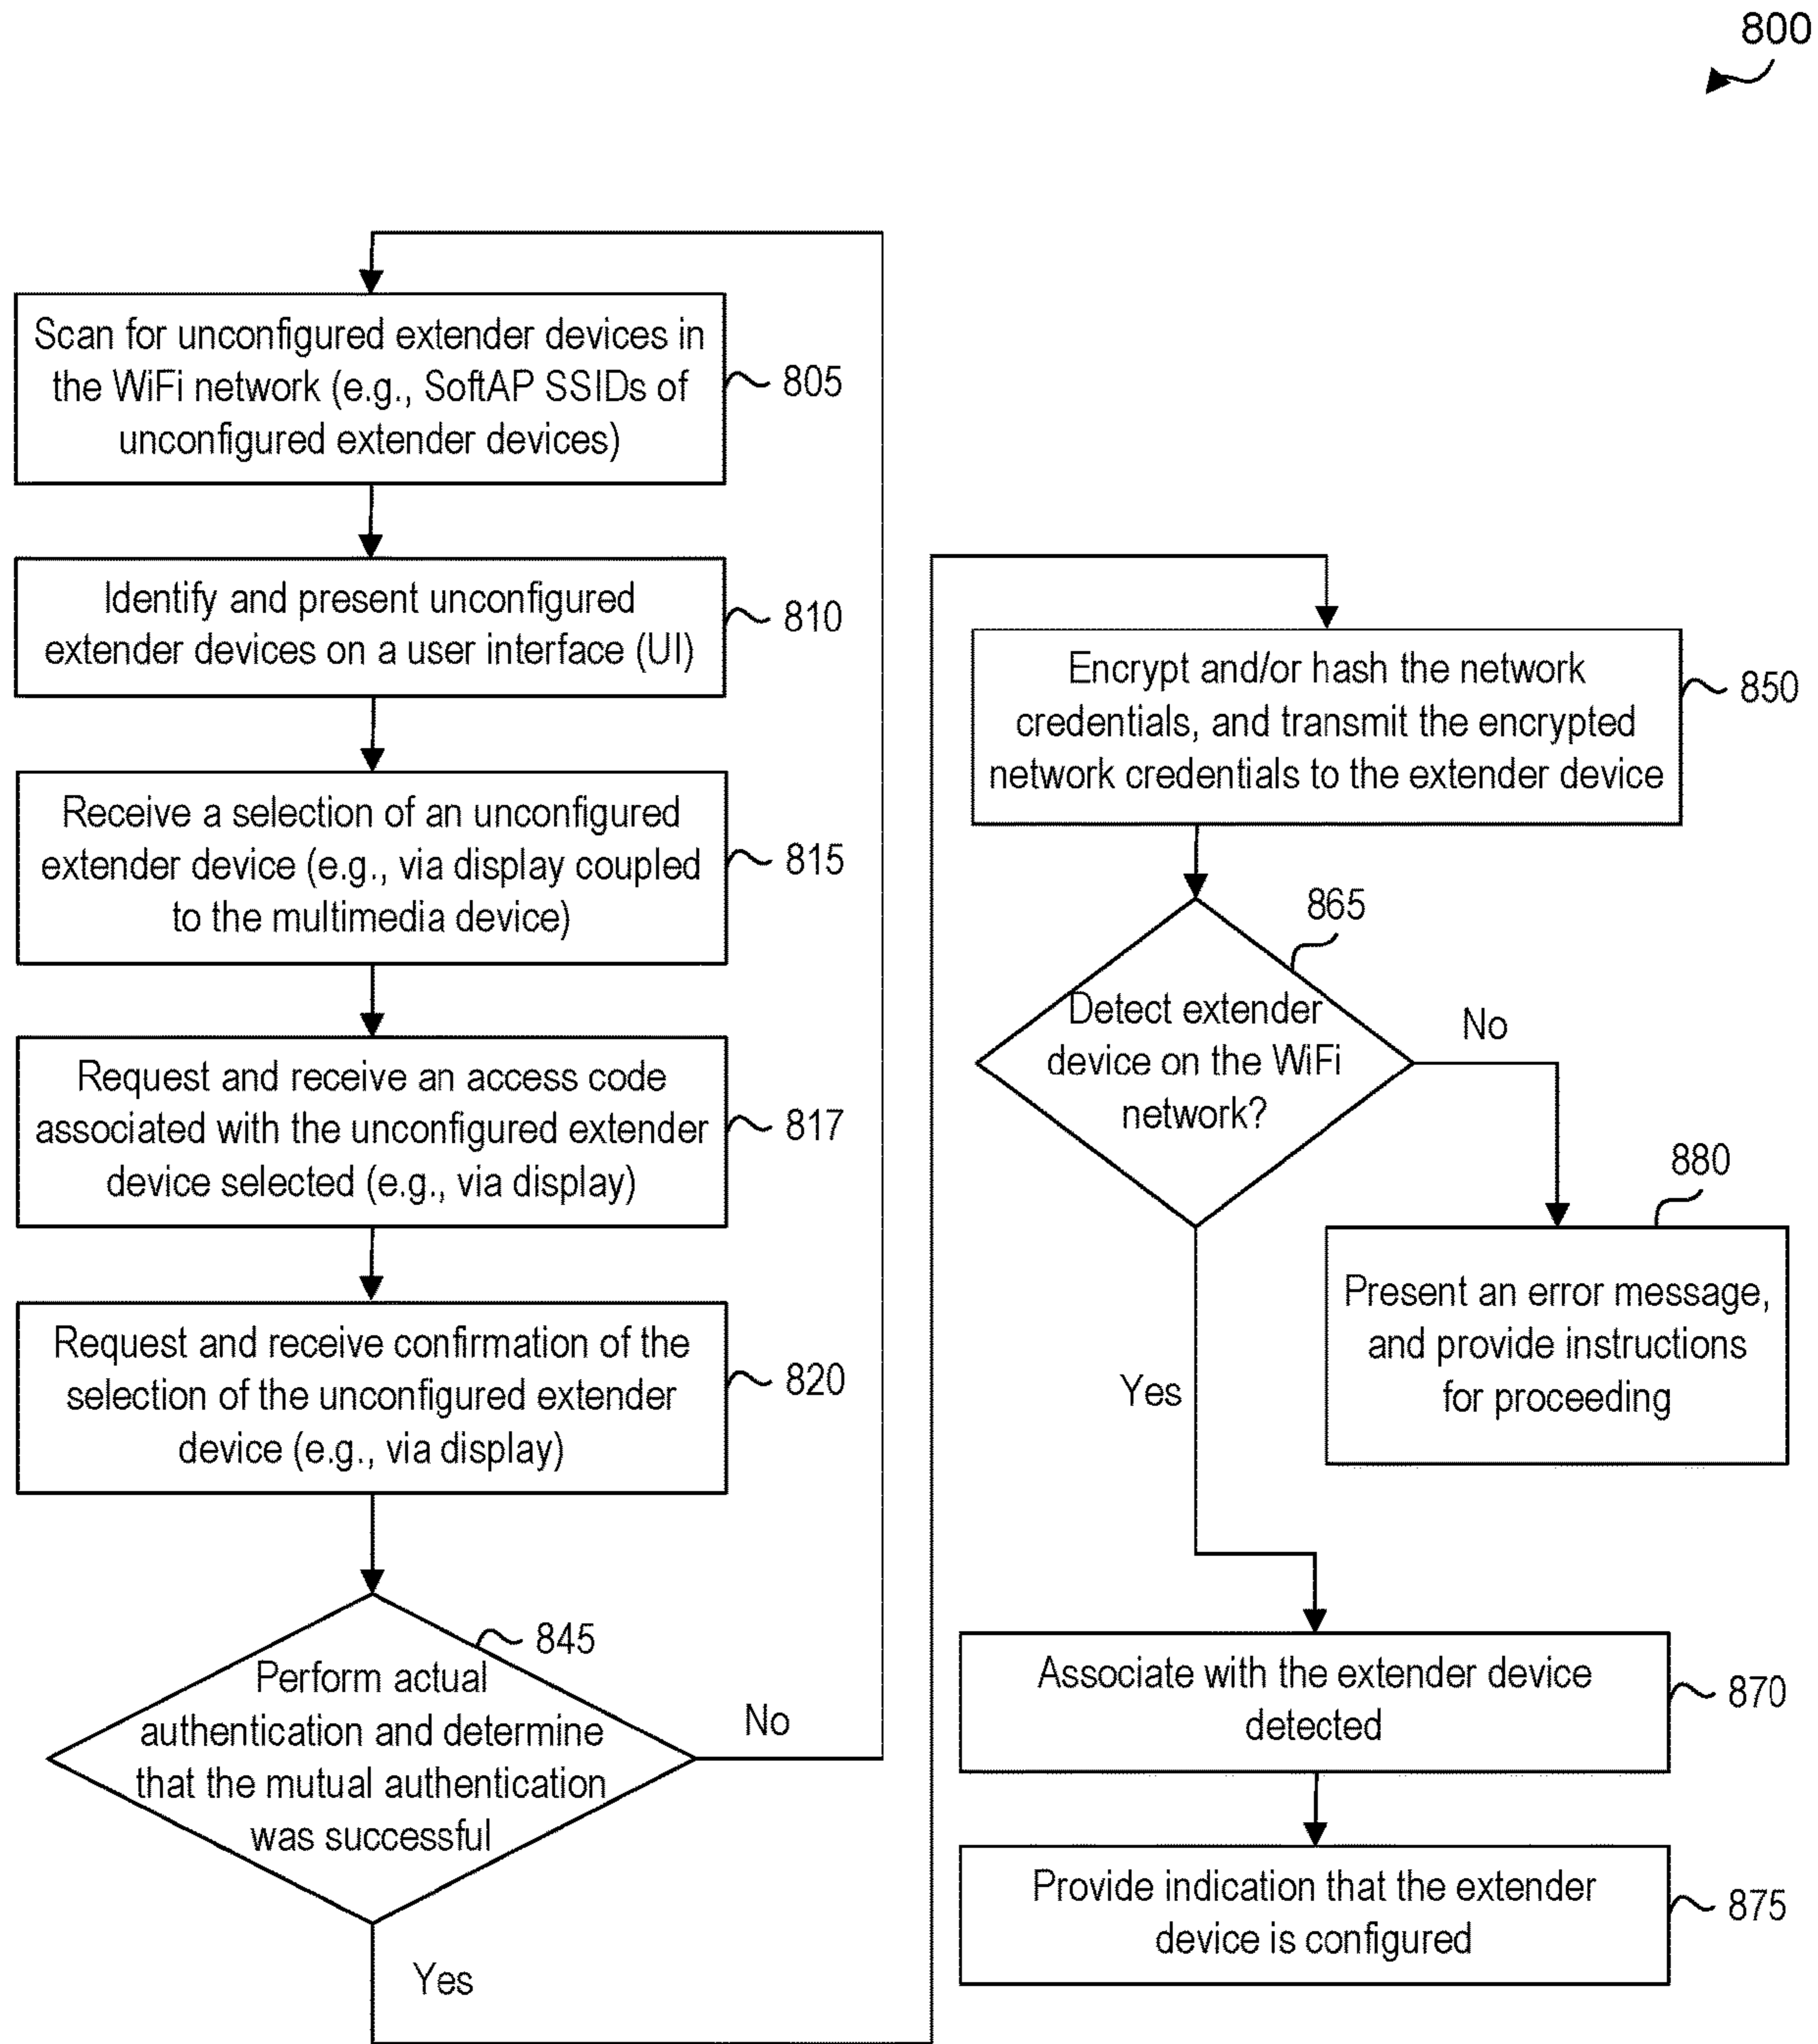 800
Scan for unconfigured extender devices in
the WiFi network (e.g., SoftAP SSIDs of
unconfigured extender devices)
805
Identify and present unconfigured
extender devices on a user interface (UI)
810
Receive a selection of an unconfigured
extender device (e.g., via display coupled
to the multimedia device)
815
Request and receive an access code
associated with the unconfigured extender
device selected (e.g., via display)
817
Request and receive confirmation of the
selection of the unconfigured extender
device (e.g., via display)
820
845
Perform actual
authentication and determine
that the mutual authentication
was successful
No
Yes
Encrypt and/or hash the network
credentials, and transmit the encrypted
network credentials to the extender device
850
865
Detect extender
device on the WiFi
network?
No
880
Present an error message,
and provide instructions
for proceeding
Yes
Associate with the extender device
detected
870
Provide indication that the extender
device is configured
875